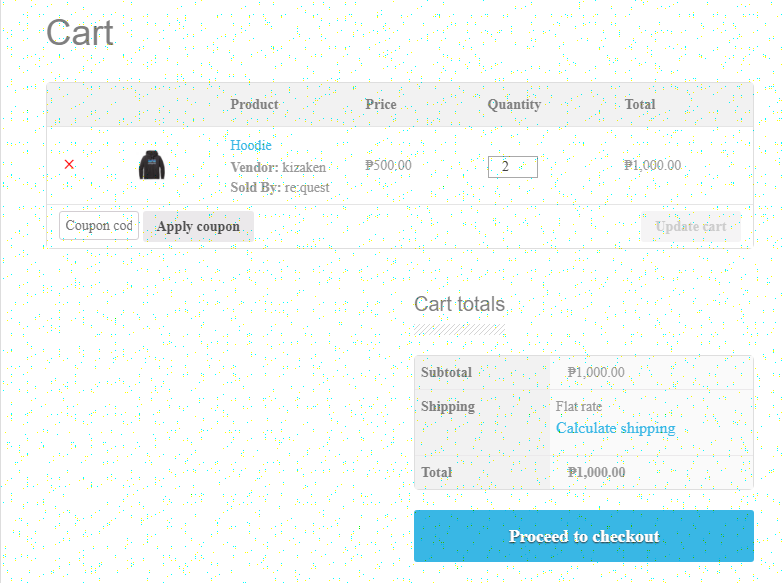 Cart
Product Price Quantity Total
Hoodie
Vendor: kizaken
Sold By: re:quest
₱500.00 2 ₱1,000.00
Coupon cod Apply coupon Update cart
Cart totals
Subtotal ₱1,000.00
Shipping Flat rate
Calculate shipping
Total ₱1,000.00
Proceed to checkout